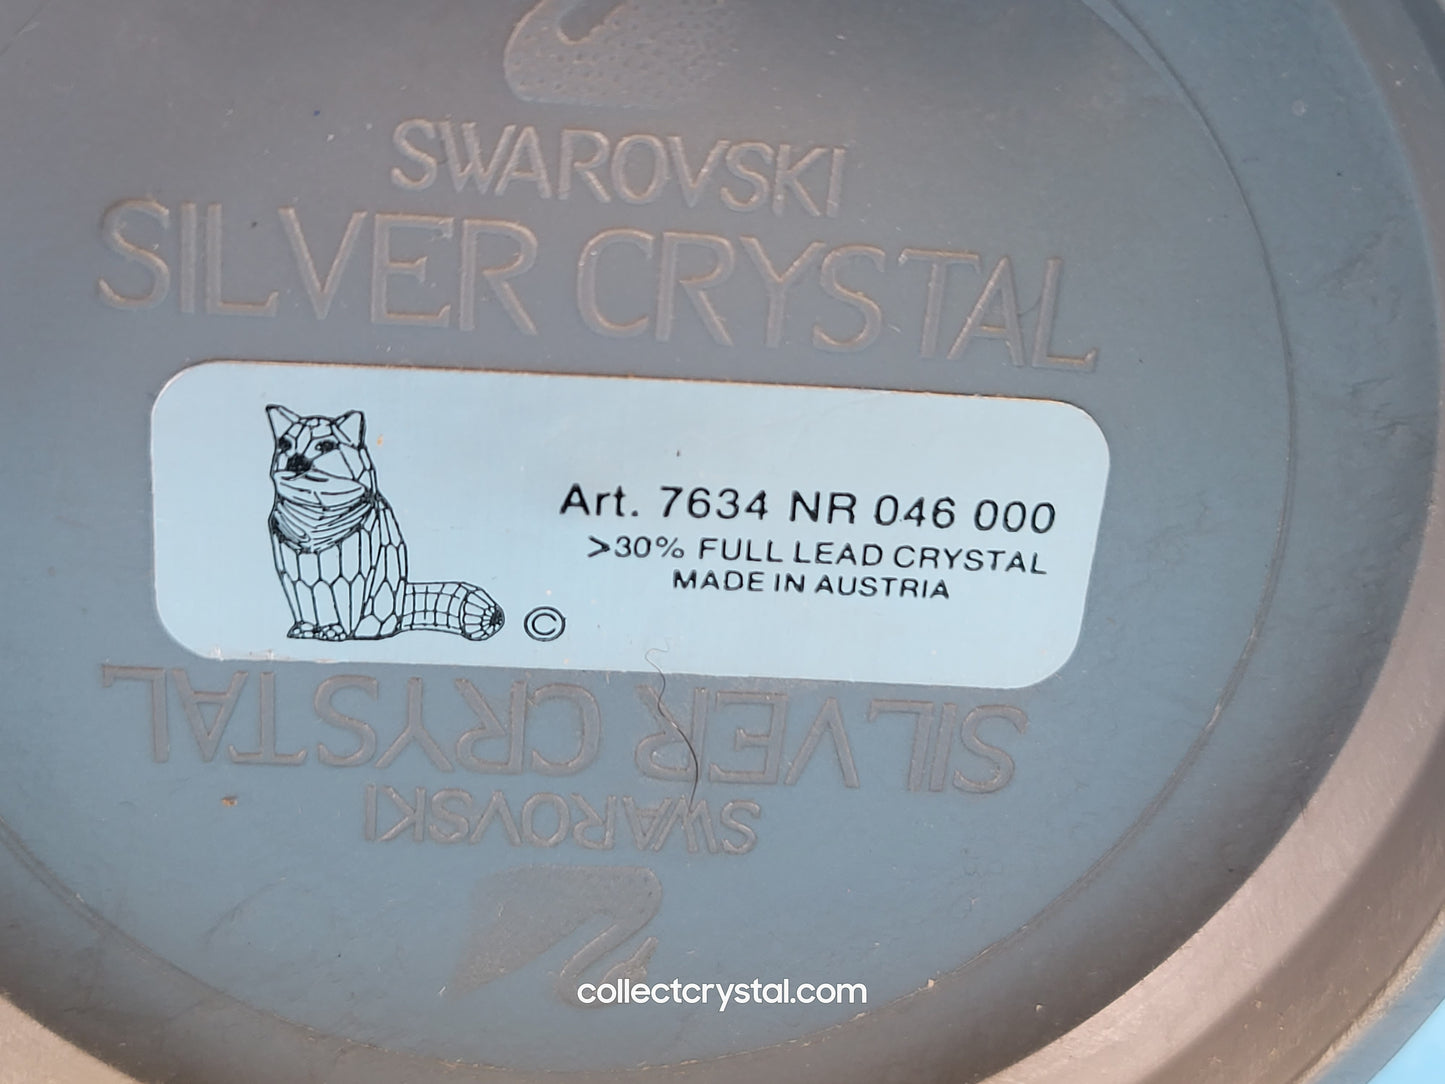 SWAROVSKI
SILVER CRYSTAL
Art. 7634 NR 046 000
>30% FULL LEAD CRYSTAL
MADE IN AUSTRIA
©
SILVER CRYSTAL
SWAROVSKI
collectcrystal.com